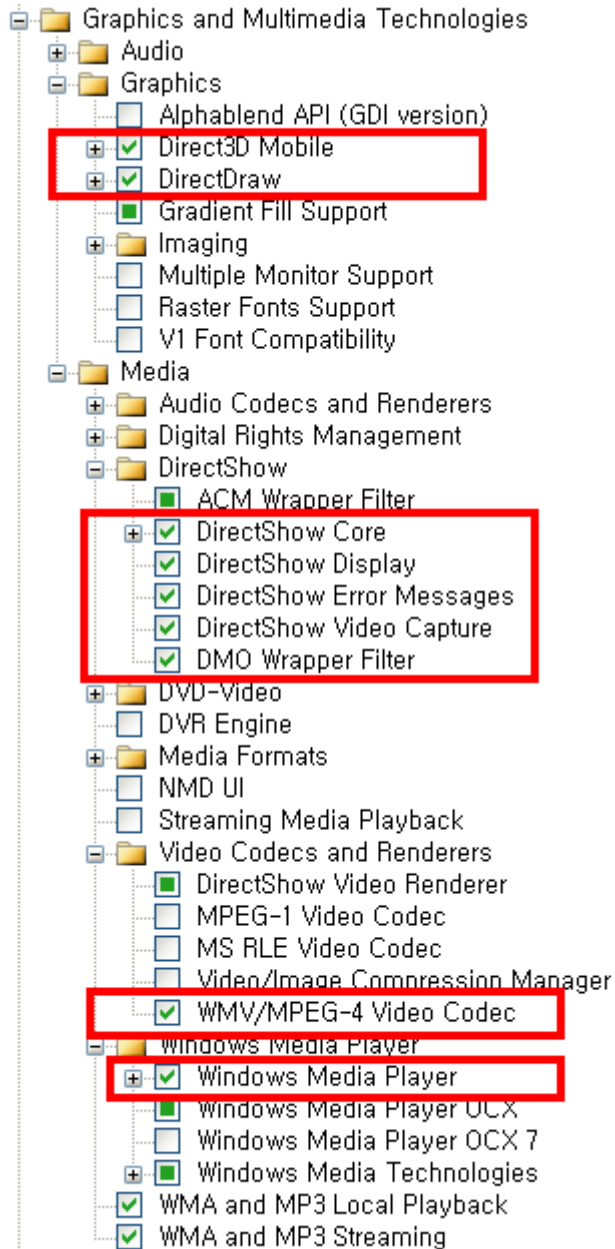 Graphics and Multimedia Technologies
Audio
Graphics
Alphablend API (GDI version)
Direct3D Mobile
DirectDraw
Gradient Fill Support
Imaging
Multiple Monitor Support
Raster Fonts Support
V1 Font Compatibility
Media
Audio Codecs and Renderers
Digital Rights Management
DirectShow
ACM Wrapper Filter
DirectShow Core
DirectShow Display
DirectShow Error Messages
DirectShow Video Capture
DMO Wrapper Filter
DVD-Video
DVR Engine
Media Formats
NMD UI
Streaming Media Playback
Video Codecs and Renderers
DirectShow Video Renderer
MPEG-1 Video Codec
MS RLE Video Codec
Video/Image Compression Manager
WMV/MPEG-4 Video Codec
Windows Media Player
Windows Media Player
Windows Media Player OCX
Windows Media Player OCX 7
Windows Media Technologies
WMA and MP3 Local Playback
WMA and MP3 Streaming